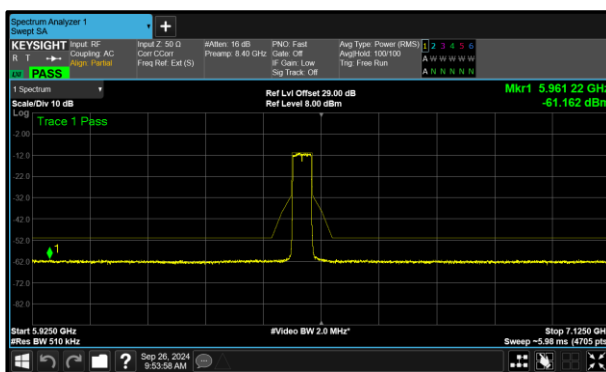 Spectrum Analyzer 1
Swept SA
KEYSIGHT
R T
LXI
PASS
Input: RF
Coupling: AC
Align: Partial
Input Z: 50 Ω
Corr CCorr
Freq Ref: Ext (S)
#Atten: 16 dB
Preamp: 8.40 GHz
PNO: Fast
Gate: Off
IF Gain: Low
Sig Track: Off
Avg Type: Power (RMS)
Avg|Hold: 100/100
Trig: Free Run
1 2 3 4 5 6
A W W W W W
A N N N N N
1 Spectrum
Scale/Div 10 dB
Log
Ref Lvl Offset 29.00 dB
Ref Level 8.00 dBm
Mkr1 5.961 22 GHz
-61.162 dBm
Trace 1 Pass
-2.00
-12.0
-22.0
-32.0
-42.0
-52.0
-62.0
-72.0
-82.0
1
Start 5.9250 GHz
#Res BW 510 kHz
#Video BW 2.0 MHz*
Stop 7.1250 GHz
Sweep ~5.98 ms (4705 pts)
?
Sep 26, 2024
9:53:58 AM